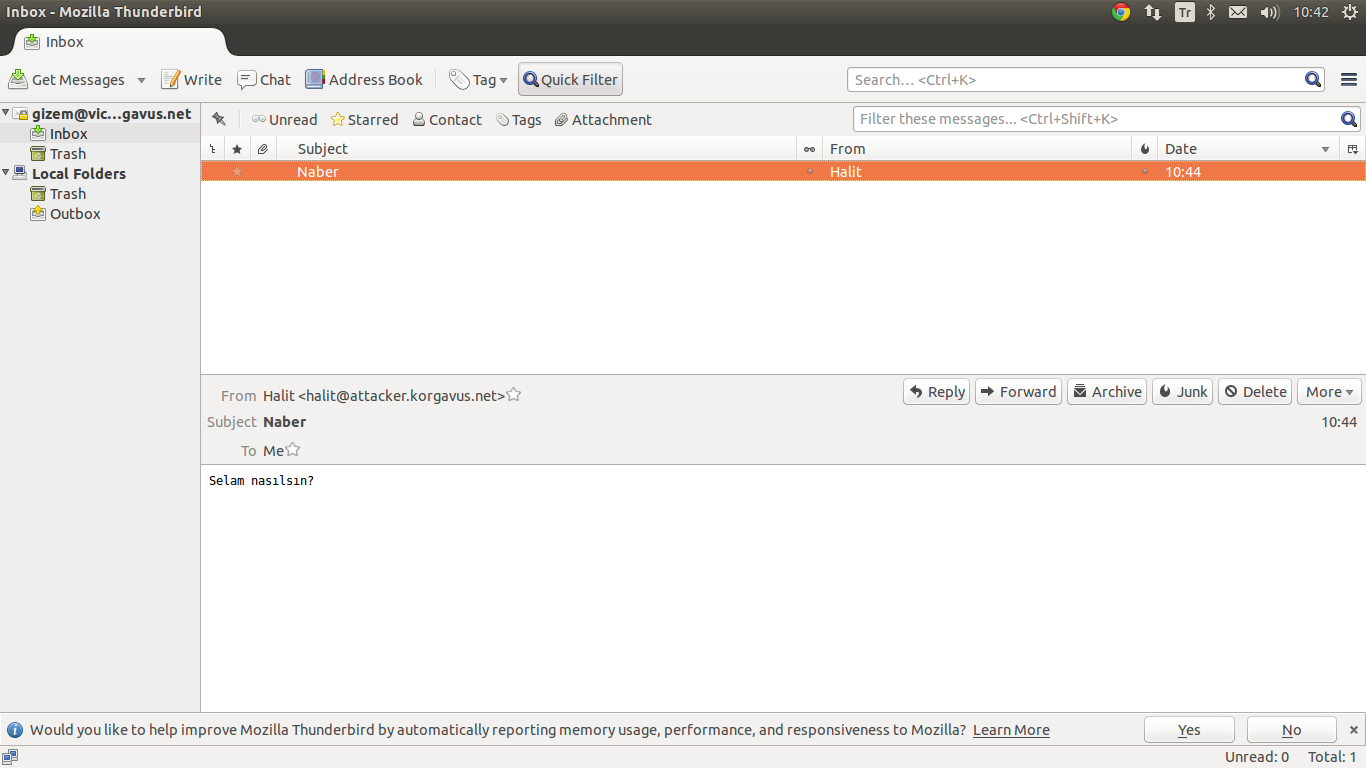 Inbox - Mozilla Thunderbird Tr 10:42
Inbox
Get Messages Write Chat Address Book Tag Quick Filter Search... <Ctrl+K>
gizem@vic...gavus.net
Inbox
Trash
Local Folders
Trash
Outbox
Unread Starred Contact Tags Attachment Filter these messages... <Ctrl+Shift+K>
Subject From Date
Naber Halit 10:44
From Halit <halit@attacker.korgavus.net> Reply Forward Archive Junk Delete More
Subject Naber 10:44
To Me
Selam nasılsın?
Would you like to help improve Mozilla Thunderbird by automatically reporting memory usage, performance, and responsiveness to Mozilla? Learn More Yes No
Unread: 0 Total: 1